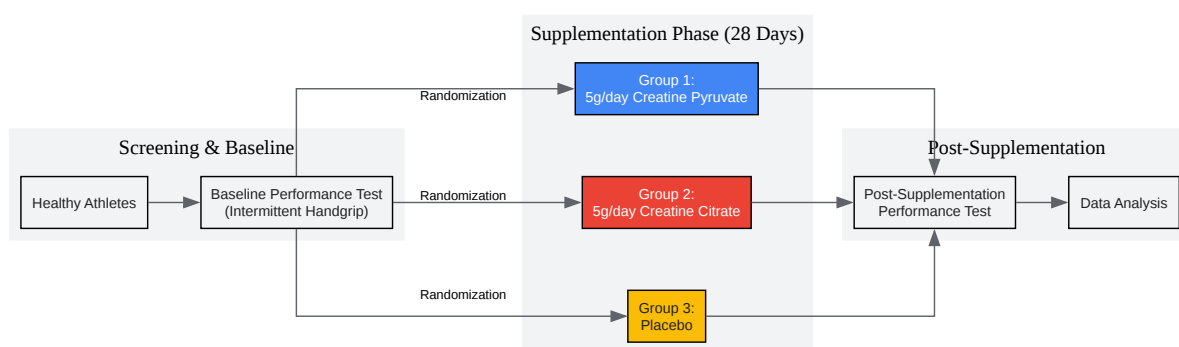 Screening & Baseline
Healthy Athletes
Baseline Performance Test
(Intermittent Handgrip)
Randomization
Randomization
Randomization
Supplementation Phase (28 Days)
Group 1:
5g/day Creatine Pyruvate
Group 2:
5g/day Creatine Citrate
Group 3:
Placebo
Post-Supplementation
Post-Supplementation
Performance Test
Data Analysis